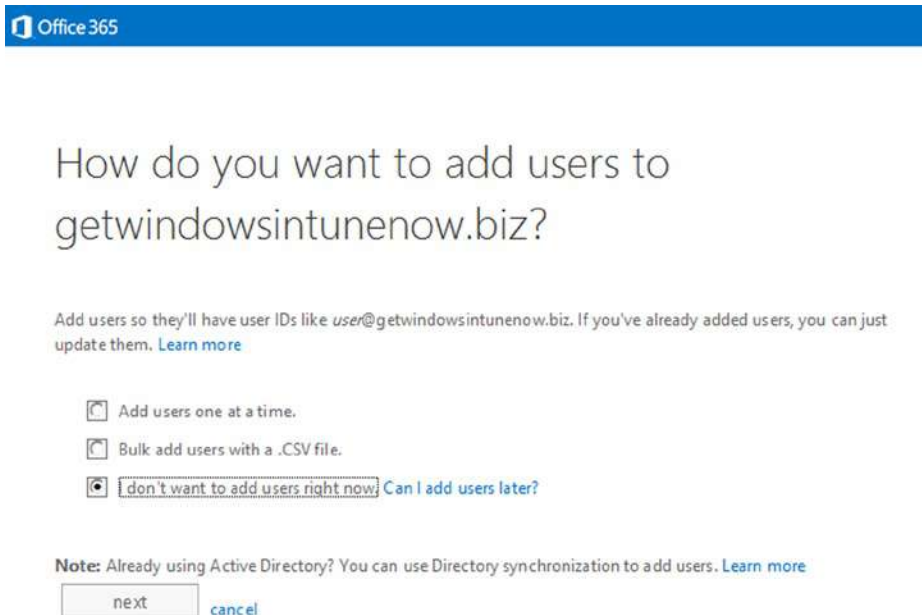 Office 365
How do you want to add users to
getwindowsintunenow.biz?
Add users so they'll have user IDs like user@getwindowsintunenow.biz. If you've already added users, you can just
update them. Learn more
Add users one at a time.
Bulk add users with a .CSV file.
I don't want to add users right now. Can I add users later?
Note: Already using Active Directory? You can use Directory synchronization to add users. Learn more
next cancel